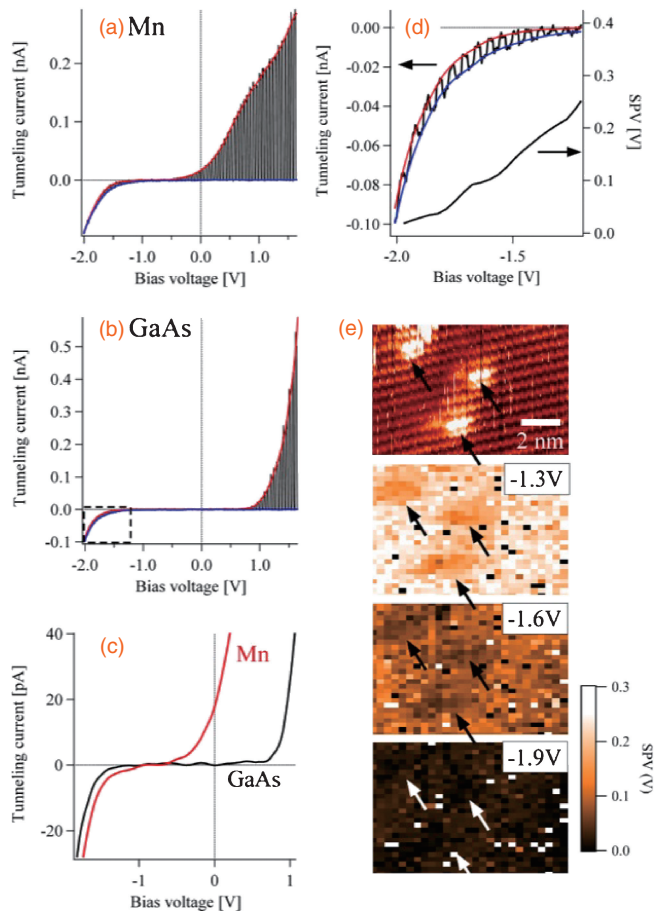 (a) Mn
Tunneling current [nA]
0.2
0.1
0.0
-2.0 -1.0 0.0 1.0
Bias voltage [V]
(b) GaAs
Tunneling current [nA]
0.5
0.4
0.3
0.2
0.1
0.0
-0.1
-2.0 -1.0 0.0 1.0
Bias voltage [V]
(c)
Tunneling current [pA]
40
20
0
-20
Mn
GaAs
-1 0 1
Bias voltage [V]
(d)
Tunneling current [nA]
0.00
-0.02
-0.04
-0.06
-0.08
-0.10
0.4
0.3
0.2
0.1
0.0
SPV
[V]
-2.0 -1.5
Bias voltage [V]
(e)
2 nm
-1.3V
-1.6V
-1.9V
0.3
0.2
0.1
0.0
SPV (V)